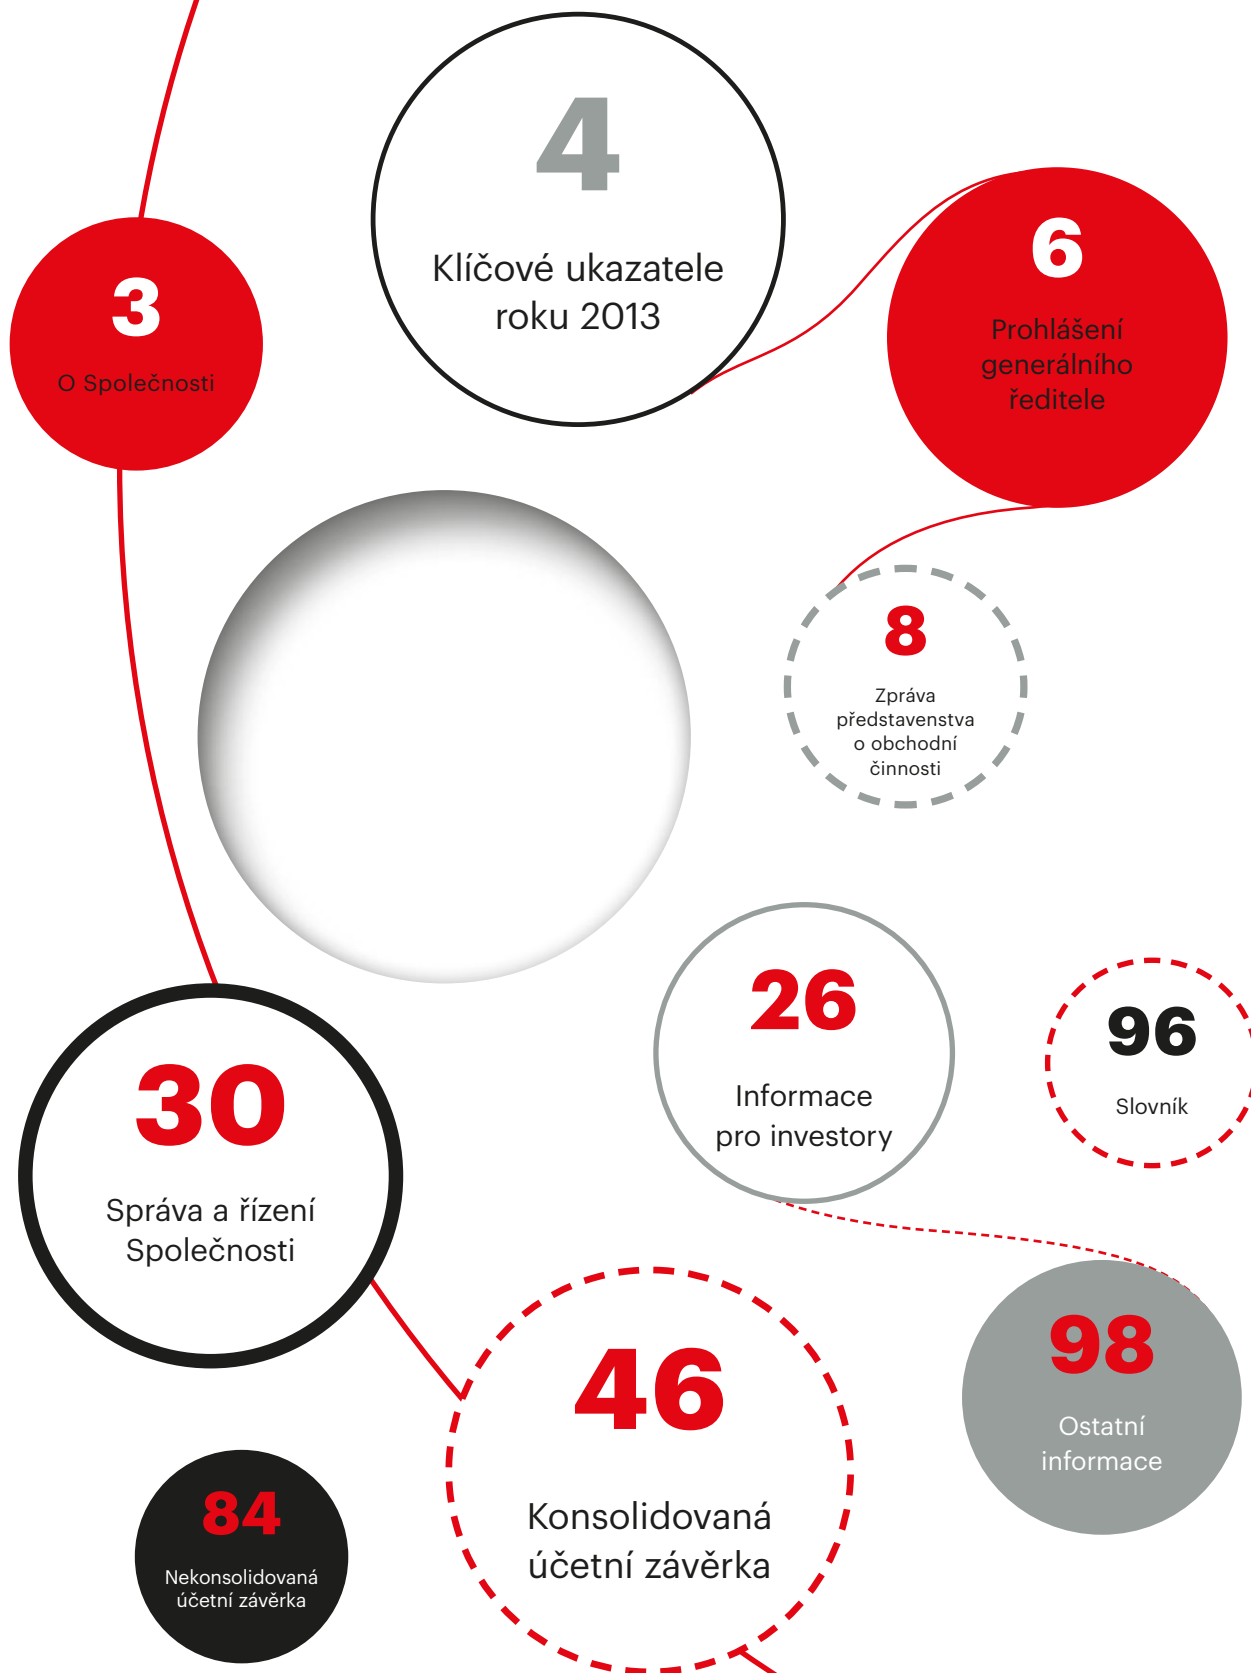 4
Klíčové ukazatele
roku 2013
6
Prohlášení
generálního
ředitele
3
O Společnosti
8
Zpráva
představenstva
o obchodní
činnosti
26
Informace
pro investory
96
Slovník
30
Správa a řízení
Společnosti
98
Ostatní
informace
46
Konsolidovaná
účetní závěrka
84
Nekonsolidovaná
účetní závěrka